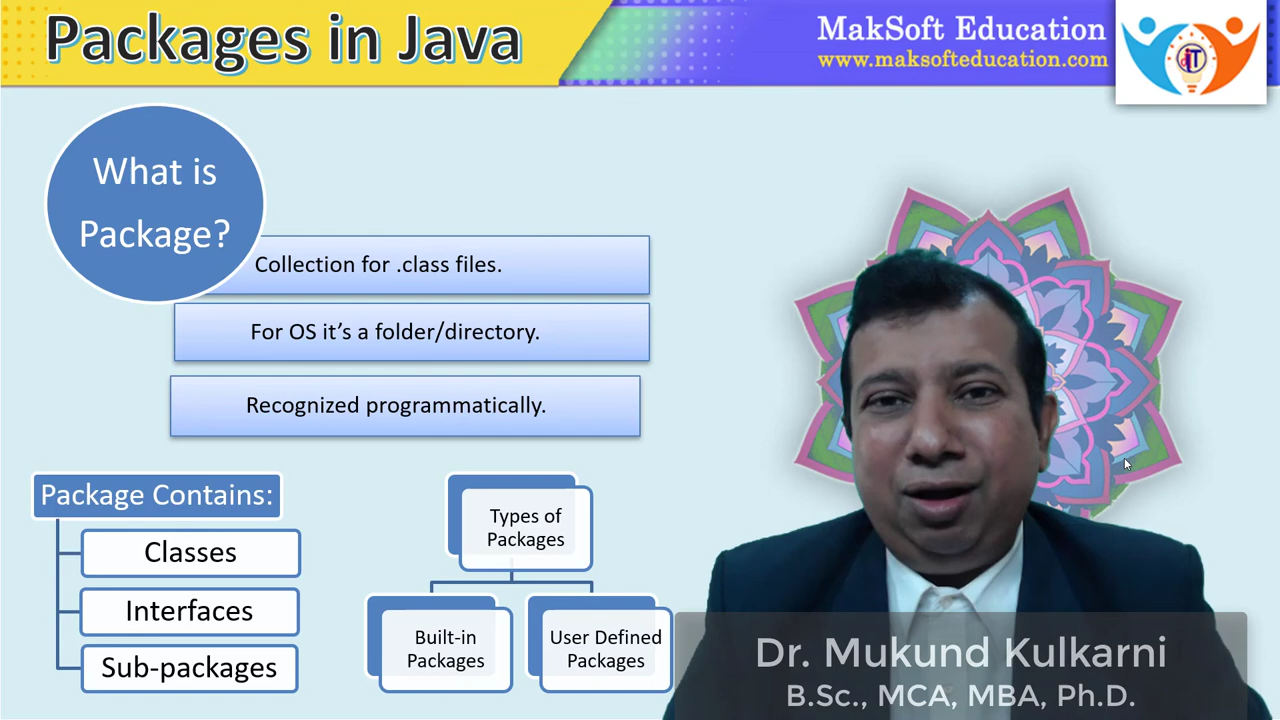 Packages in Java
MakSoft Education
www.maksofteducation.com
iT
What is
Package?
Collection for .class files.
For OS it's a folder/directory.
Recognized programmatically.
Package Contains:
Classes
Interfaces
Sub-packages
Types of
Packages
Built-in
Packages
User Defined
Packages
Dr. Mukund Kulkarni
B.Sc., MCA, MBA, Ph.D.